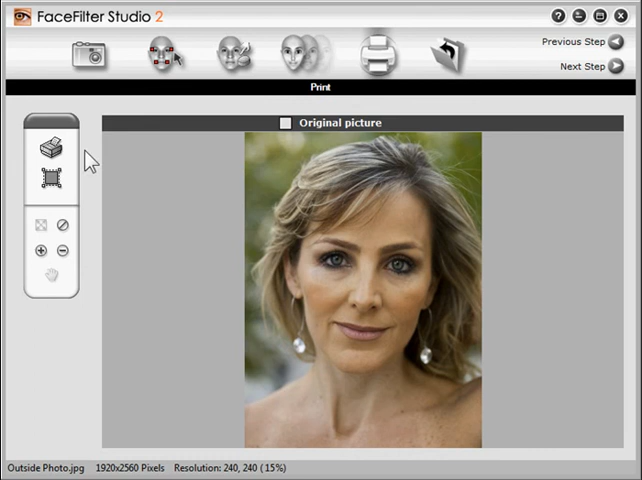 FaceFilter Studio 2
Previous Step
Next Step
Print
Original picture
Outside Photo.jpg 1920x2560 Pixels Resolution: 240, 240 ( 15%)